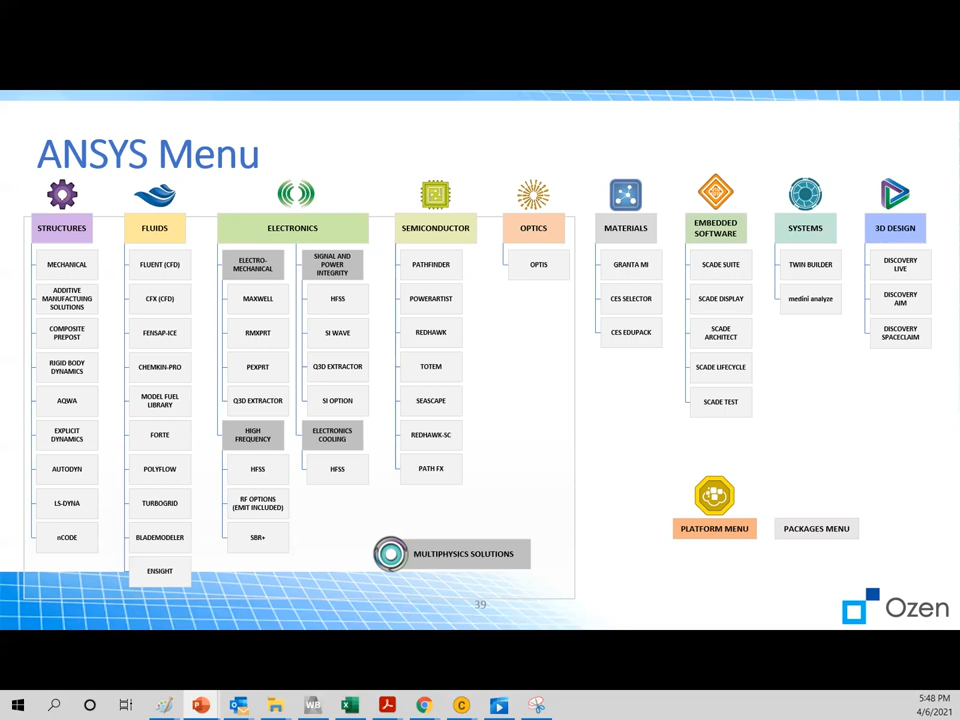 ANSYS Menu
STRUCTURES
MECHANICAL
ADDITIVE
MANUFACTUING
SOLUTIONS
COMPOSITE
PREPOST
RIGID BODY
DYNAMICS
AQWA
EXPLICIT
DYNAMICS
AUTODYN
LS-DYNA
nCODE
FLUIDS
FLUENT (CFD)
CFX (CFD)
FENSAP-ICE
CHEMKIN-PRO
MODEL FUEL
LIBRARY
FORTE
POLYFLOW
TURBOGRID
BLADEMODELER
ENSIGHT
ELECTRONICS
ELECTRO-
MECHANICAL
MAXWELL
RMXPRT
PEXPRT
Q3D EXTRACTOR
HIGH
FREQUENCY
HFSS
RF OPTIONS
(EMIT INCLUDED)
SBR+
SIGNAL AND
POWER
INTEGRITY
HFSS
SI WAVE
Q3D EXTRACTOR
SI OPTION
ELECTRONICS
COOLING
HFSS
SEMICONDUCTOR
PATHFINDER
POWERARTIST
REDHAWK
TOTEM
SEASCAPE
REDHAWK-SC
PATH FX
OPTICS
OPTIS
MULTIPHYSICS SOLUTIONS
MATERIALS
GRANTA MI
CES SELECTOR
CES EDUPACK
EMBEDDED
SOFTWARE
SCADE SUITE
SCADE DISPLAY
SCADE
ARCHITECT
SCADE LIFECYCLE
SCADE TEST
SYSTEMS
TWIN BUILDER
medini analyze
3D DESIGN
DISCOVERY
LIVE
DISCOVERY
AIM
DISCOVERY
SPACECLAIM
PLATFORM MENU
PACKAGES MENU
39
Ozen
WB
C
5:48 PM
4/6/2021